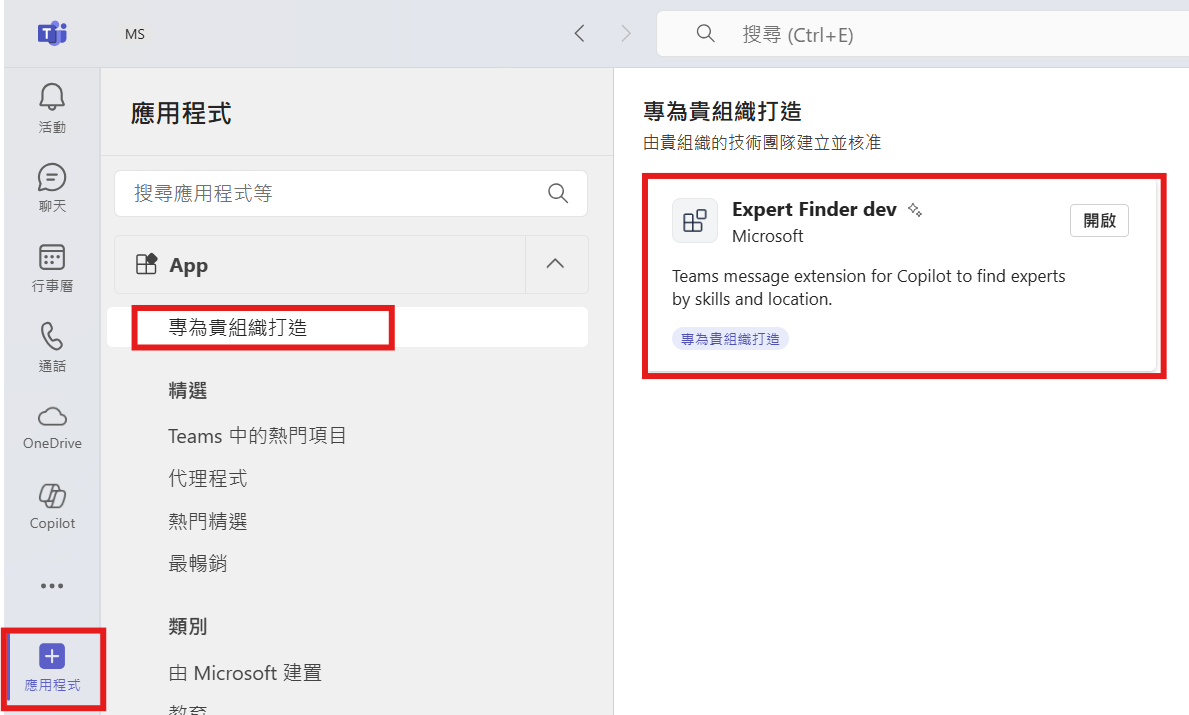 MS
搜尋 (Ctrl+E)
活動
聊天
行事曆
通話
OneDrive
Copilot
應用程式
應用程式
搜尋應用程式等
App
專為貴組織打造
精選
Teams 中的熱門項目
代理程式
熱門精選
最暢銷
類別
由 Microsoft 建置
教育
專為貴組織打造
由貴組織的技術團隊建立並核准
Expert Finder dev
Microsoft
開啟
Teams message extension for Copilot to find experts
by skills and location.
專為貴組織打造